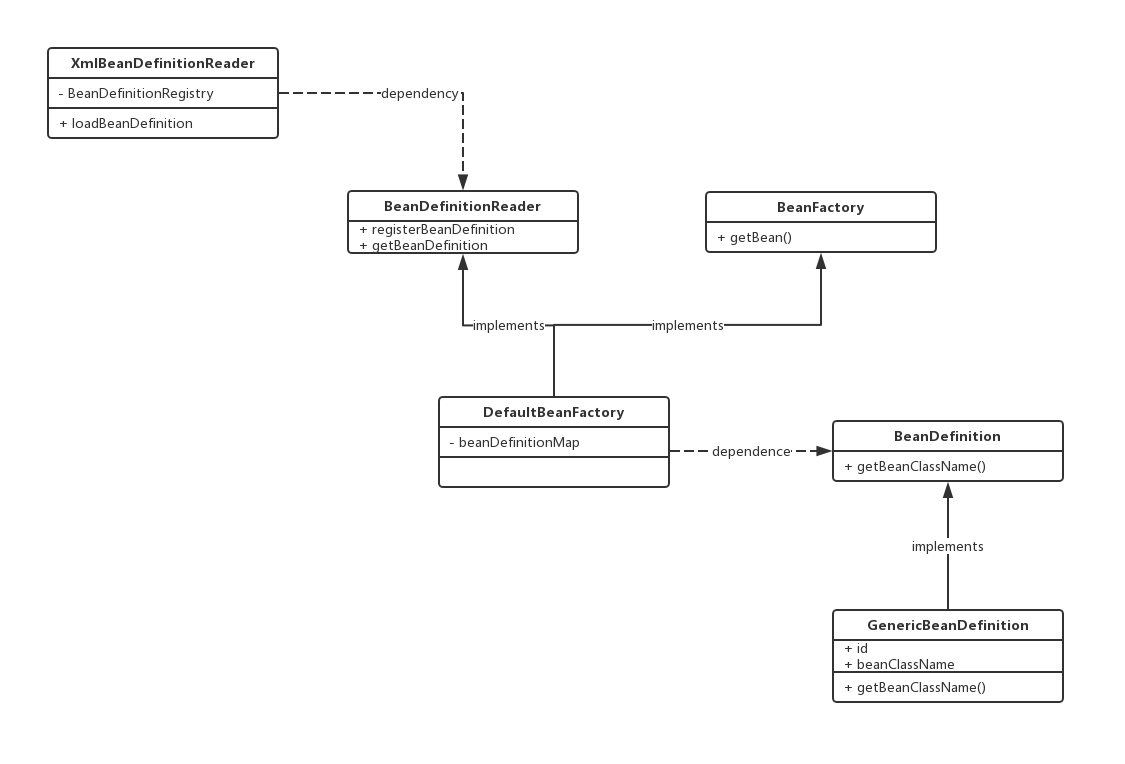 XmlBeanDefinitionReader
- BeanDefinitionRegistry
+ loadBeanDefinition
dependency
BeanDefinitionReader
+ registerBeanDefinition
+ getBeanDefinition
BeanFactory
+ getBean()
implements
implements
DefaultBeanFactory
- beanDefinitionMap
dependence
BeanDefinition
+ getBeanClassName()
implements
GenericBeanDefinition
+ id
+ beanClassName
+ getBeanClassName()